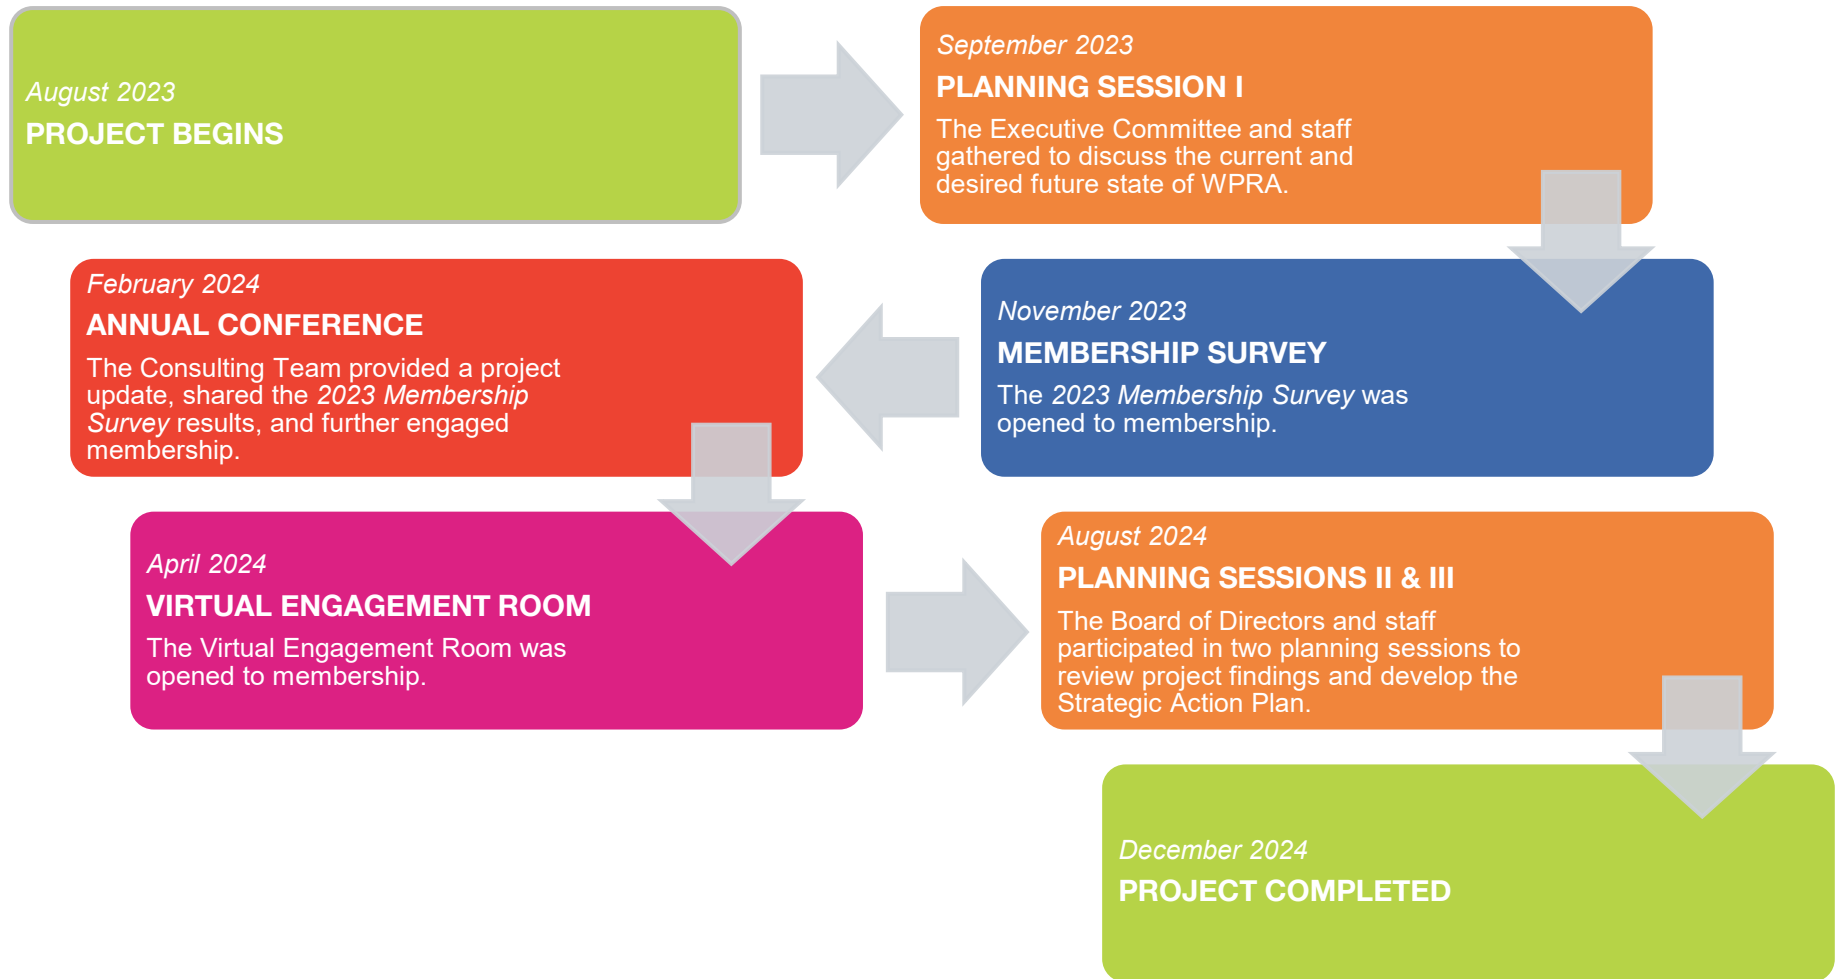 August 2023
PROJECT BEGINS
September 2023
PLANNING SESSION I
The Executive Committee and staff
gathered to discuss the current and
desired future state of WPRA.
November 2023
MEMBERSHIP SURVEY
The 2023 Membership Survey was
opened to membership.
February 2024
ANNUAL CONFERENCE
The Consulting Team provided a project
update, shared the 2023 Membership
Survey results, and further engaged
membership.
April 2024
VIRTUAL ENGAGEMENT ROOM
The Virtual Engagement Room was
opened to membership.
August 2024
PLANNING SESSIONS II & III
The Board of Directors and staff
participated in two planning sessions to
review project findings and develop the
Strategic Action Plan.
December 2024
PROJECT COMPLETED